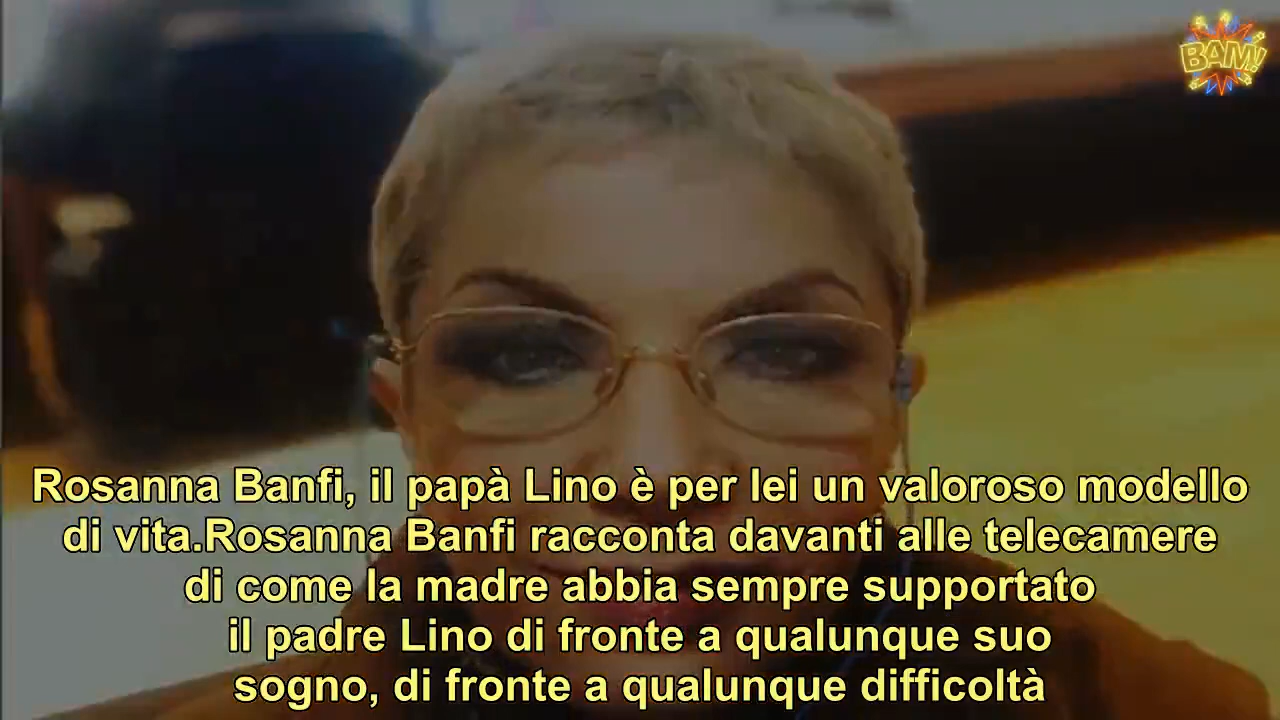 BAM!
Rosanna Banfi, il papà Lino è per lei un valoroso modello
di vita.Rosanna Banfi racconta davanti alle telecamere
di come la madre abbia sempre supportato
il padre Lino di fronte a qualunque suo
sogno, di fronte a qualunque difficoltà